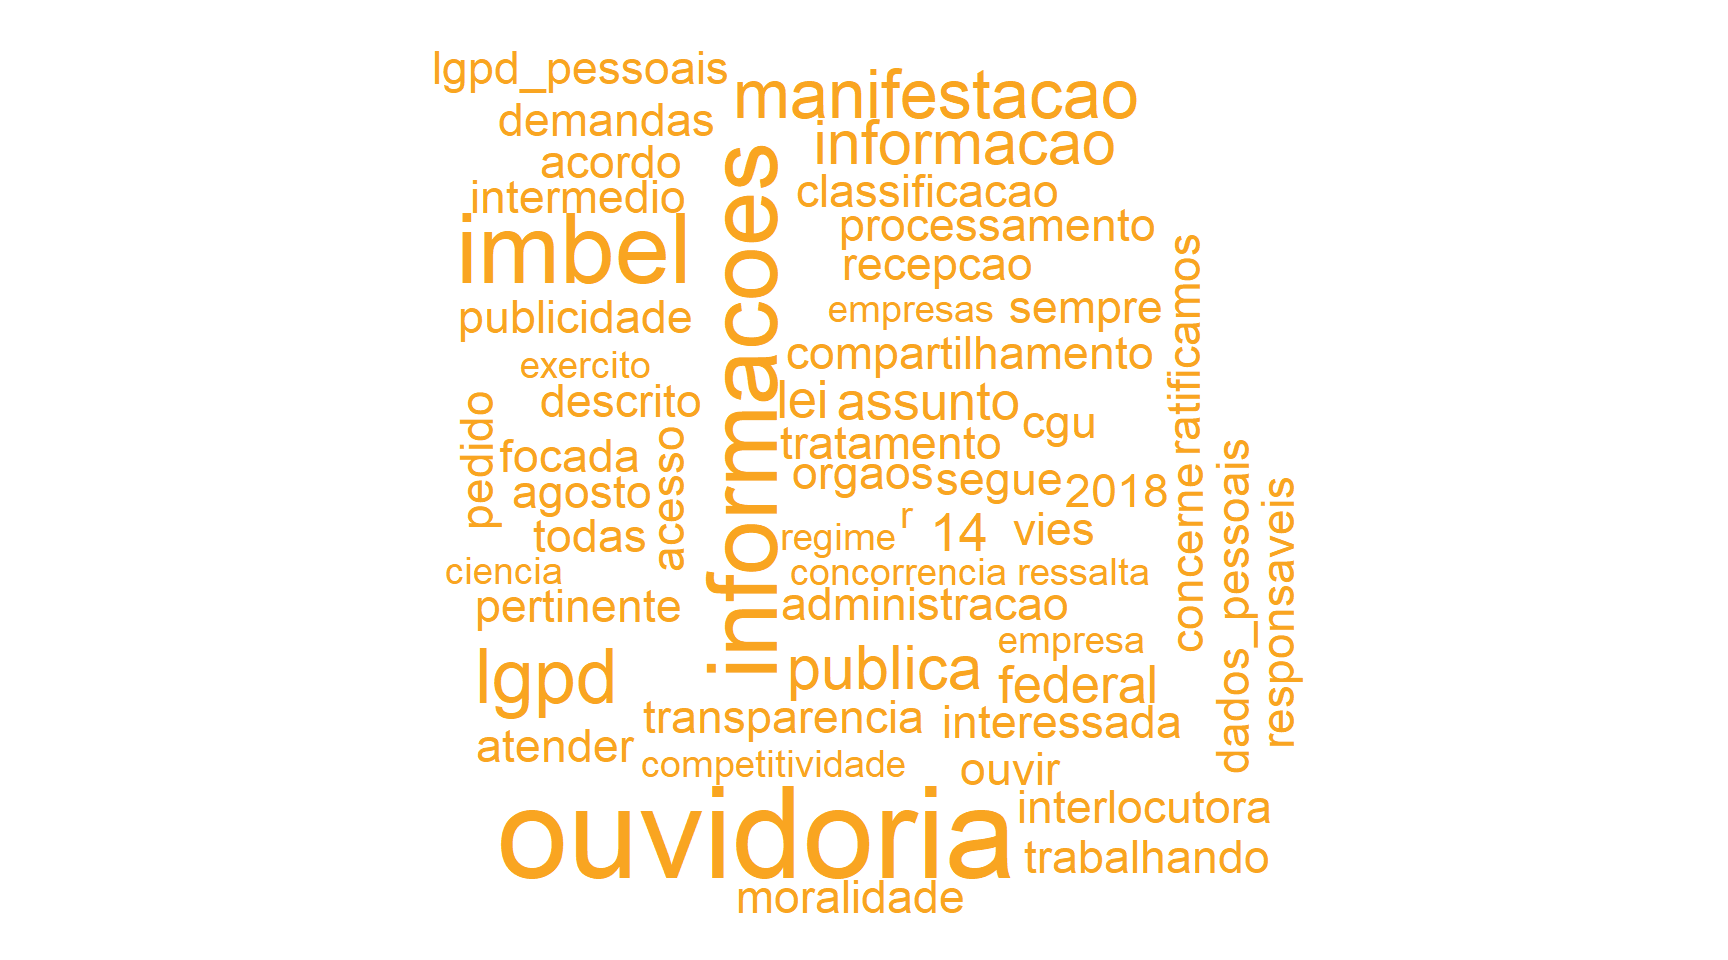 lgpd_pessoais
manifestacao
demandas
informacao
acordo
classificacao
intermedio
processamento
imbel
informacoes
recepcao
ratificamos
publicidade
empresas
sempre
exercito
compartilhamento
descrito
lei
assunto
cgu
pedido
focada
acesso
tratamento
agosto
orgaos
segue
2018
todas
regime
r
14
vies
concerne
dados_pessoais
responsaveis
ciencia
concorrencia
ressalta
pertinente
administracao
empresa
lgpd
publica
federal
transparencia
interessada
atender
competitividade
ouvir
ouvidoria
interlocutora
trabalhando
moralidade